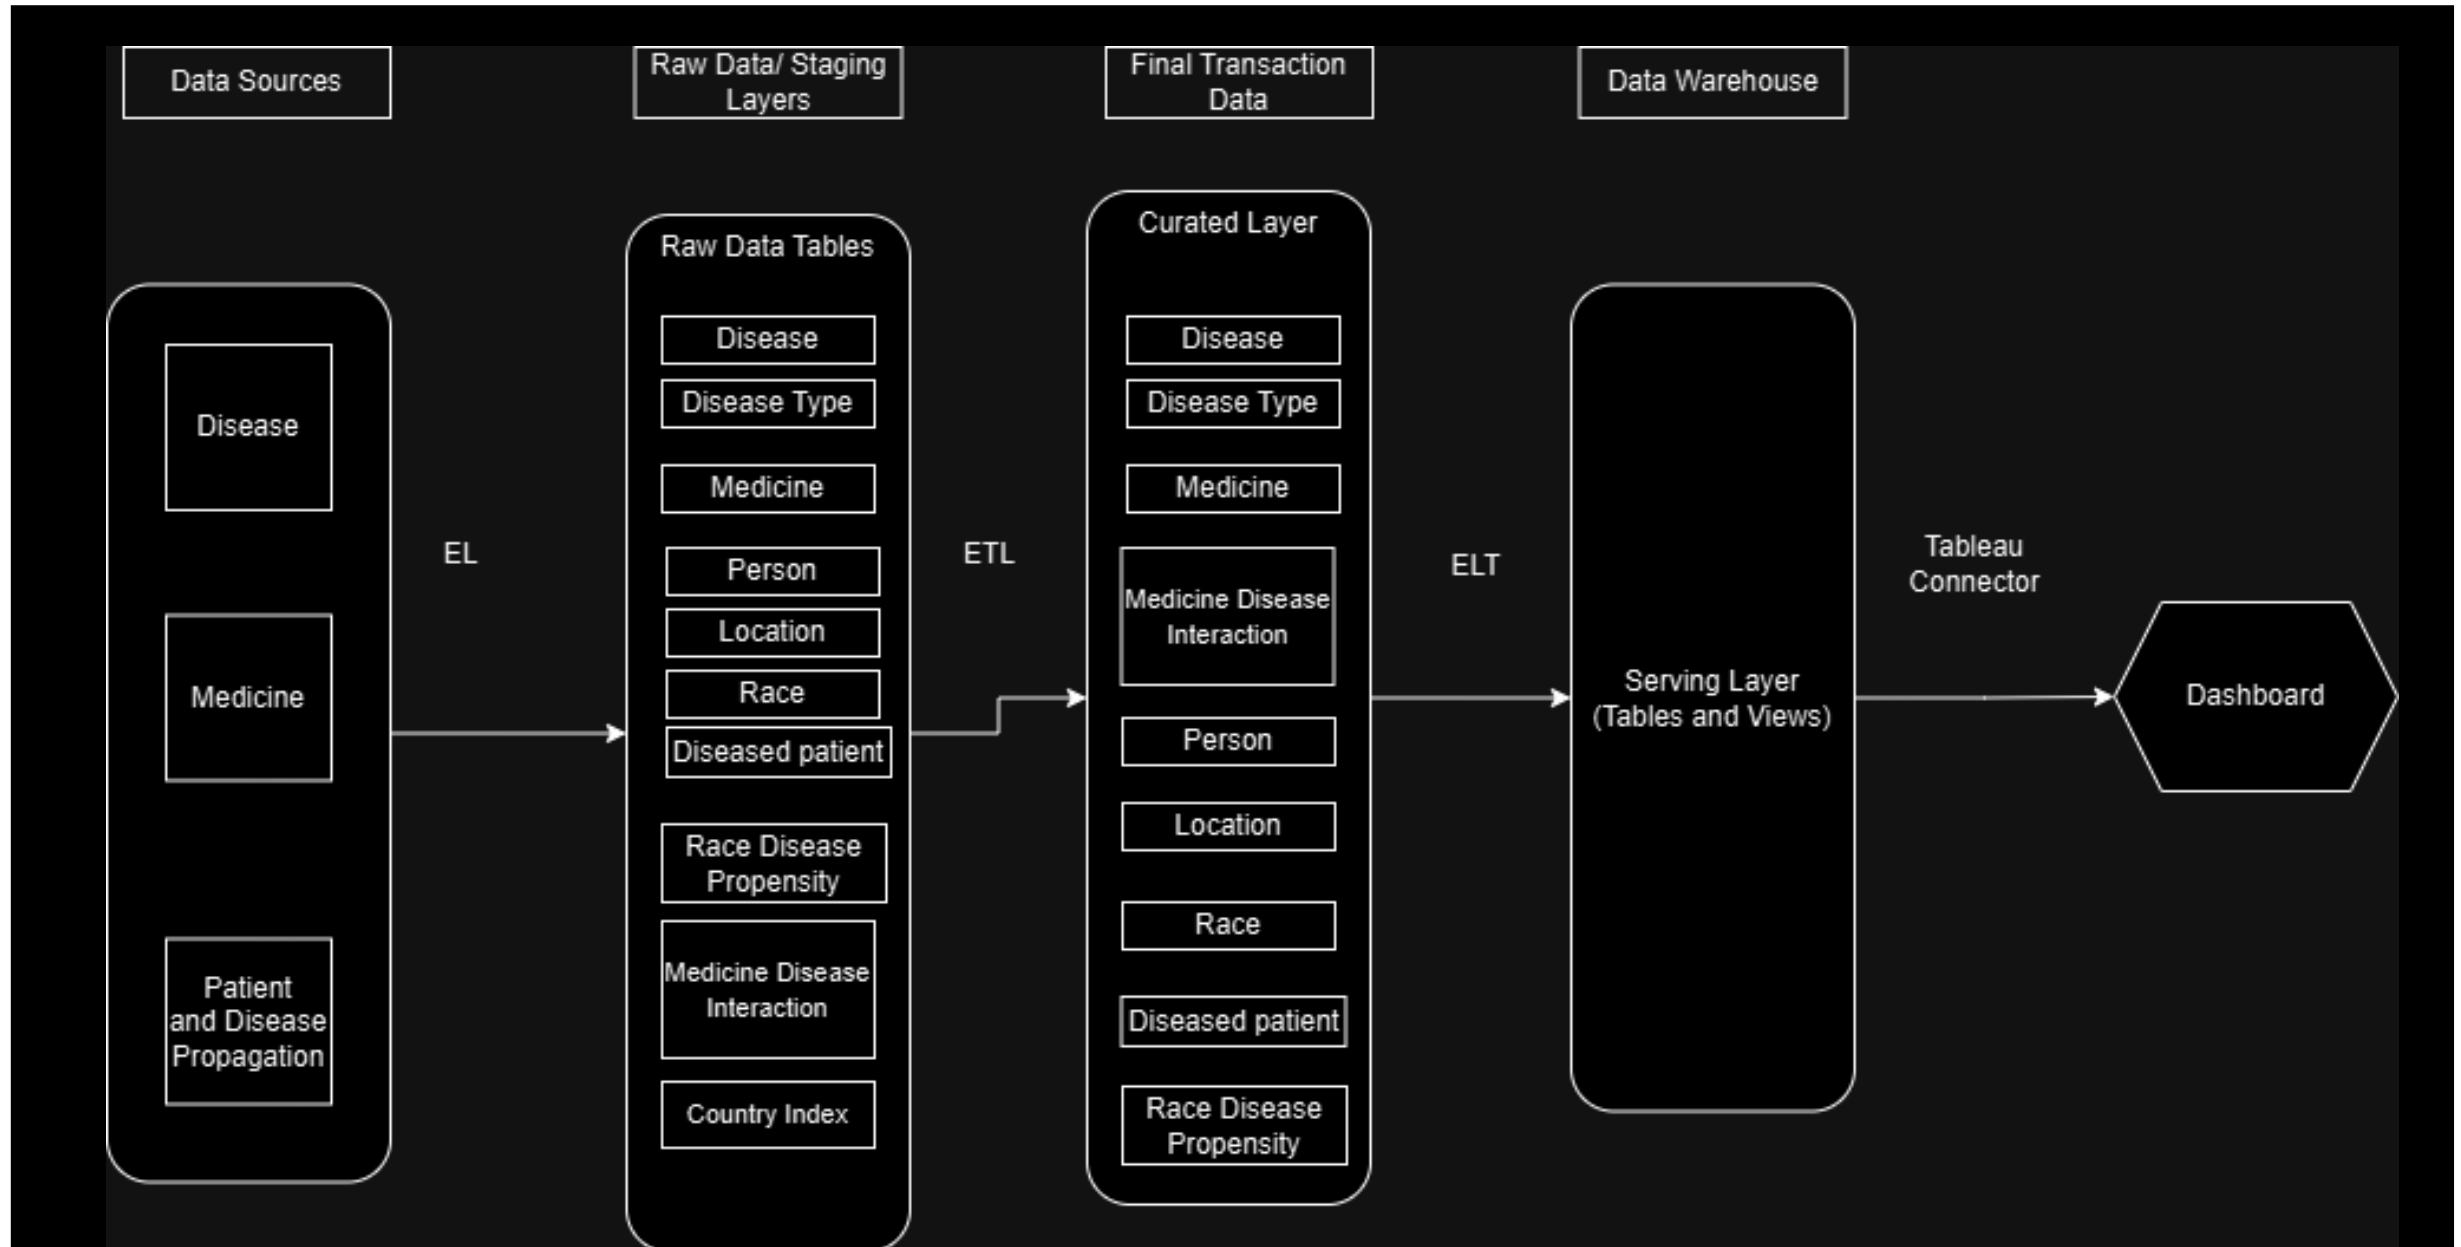 Data Sources
Raw Data/ Staging
Layers
Final Transaction
Data
Data Warehouse
Disease
Medicine
Patient
and Disease
Propagation
EL
Raw Data Tables
Disease
Disease Type
Medicine
Person
Location
Race
Diseased patient
Race Disease
Propensity
Medicine Disease
Interaction
Country Index
ETL
Curated Layer
Disease
Disease Type
Medicine
Medicine Disease
Interaction
Person
Location
Race
Diseased patient
Race Disease
Propensity
ELT
Serving Layer
(Tables and Views)
Tableau
Connector
Dashboard